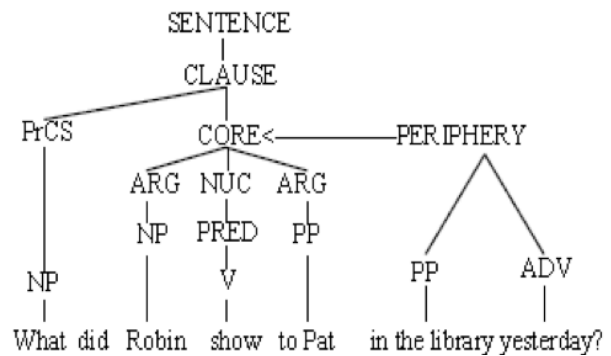 SENTENCE
CLAUSE
PrCS CORE< PERIPHERY
ARG NUC ARG
NP PRED PP
NP V PP ADV
What did Robin show to Pat in the library yesterday?